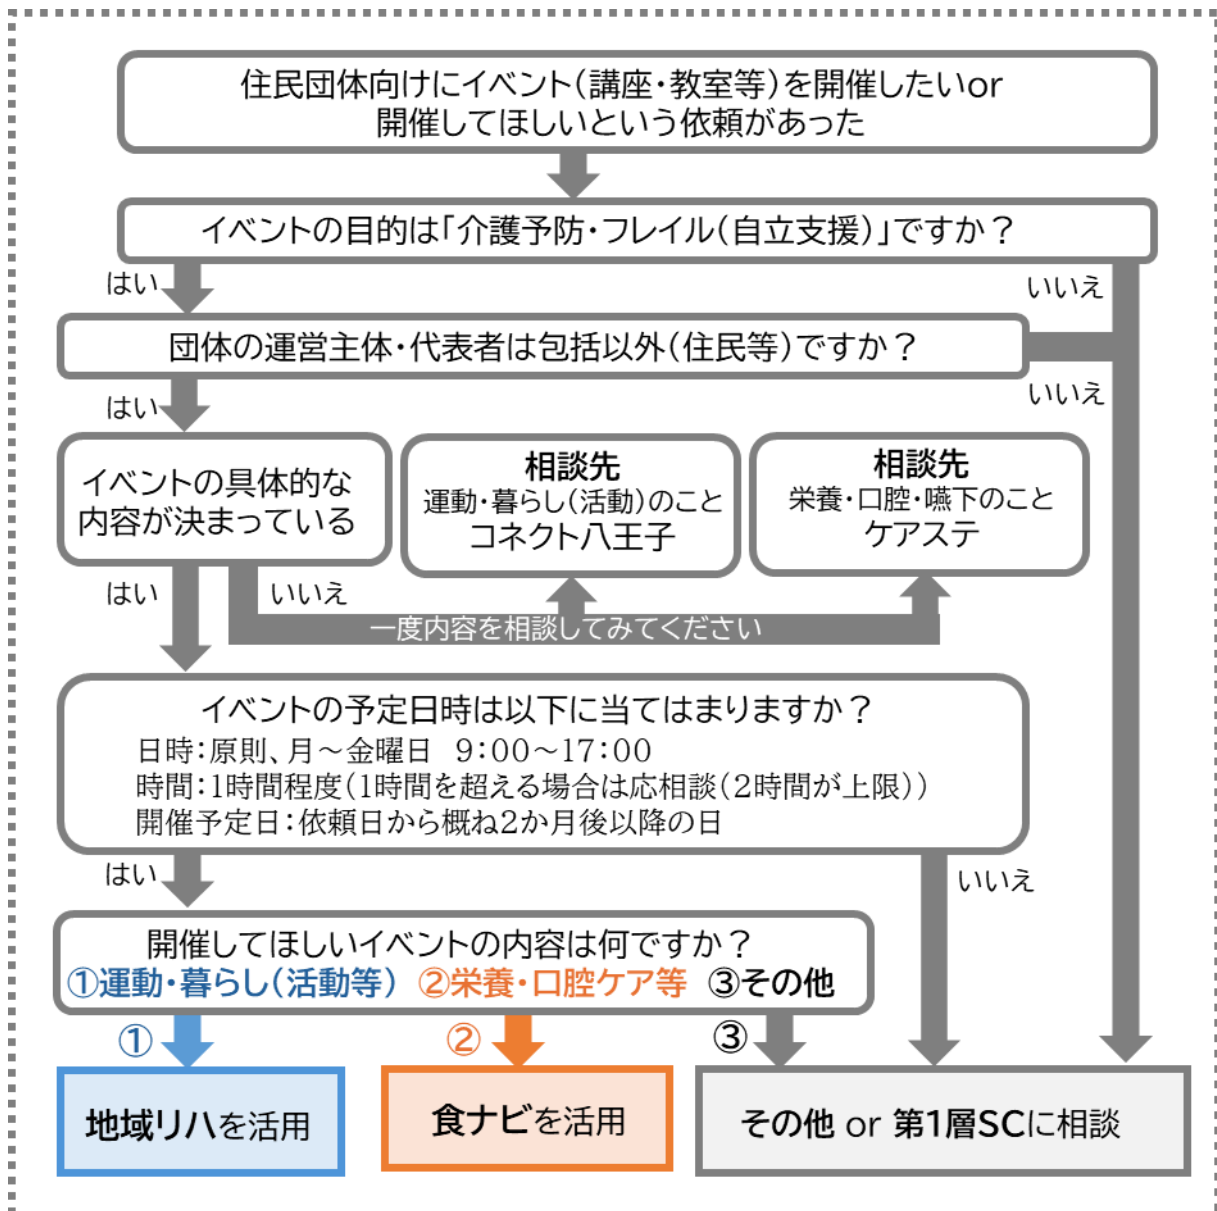 住民団体向けにイベント(講座・教室等)を開催したいor
開催してほしいという依頼があった
イベントの目的は「介護予防・フレイル(自立支援)」ですか？
はい
いいえ
団体の運営主体・代表者は包括以外(住民等)ですか？
はい
いいえ
イベントの具体的な
内容が決まっている
相談先
運動・暮らし(活動)のこと
コネクト八王子
相談先
栄養・口腔・嚥下のこと
ケアステ
はい
いいえ
一度内容を相談してみてください
イベントの予定日時は以下に当てはまりますか？
日時：原則、月～金曜日　9：00～17：00
時間：1時間程度(1時間を超える場合は応相談(2時間が上限))
開催予定日：依頼日から概ね2か月後以降の日
はい
いいえ
開催してほしいイベントの内容は何ですか？
①運動・暮らし(活動等)　②栄養・口腔ケア等　③その他
①
②
③
地域リハを活用
食ナビを活用
その他 or 第1層SCに相談